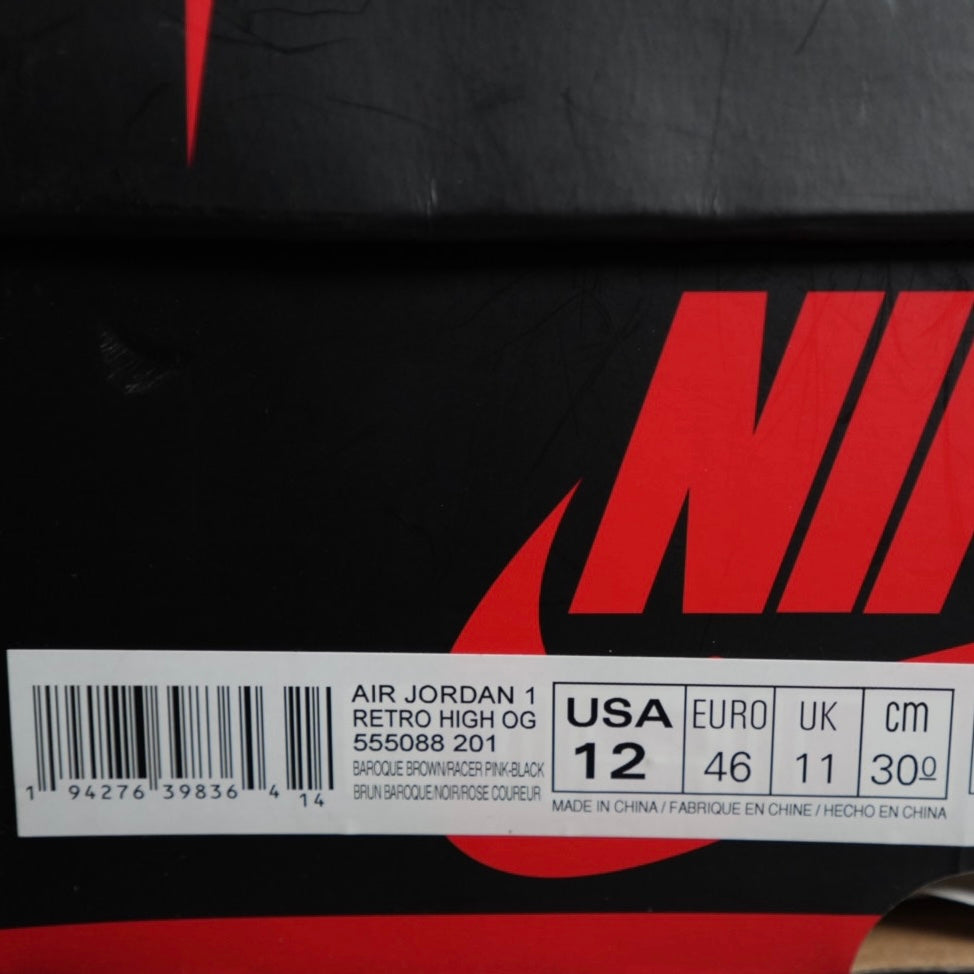 NIK
AIR JORDAN 1
RETRO HIGH OG
555088 201
BAROQUE BROWN/RACER PINK-BLACK
BRUN BAROQUE/NOIR/ROSE COUREUR
USA EURO UK cm
12 46 11 30º
MADE IN CHINA / FABRIQUE EN CHINE / HECHO EN CHINA
1 94276 39836 4 14